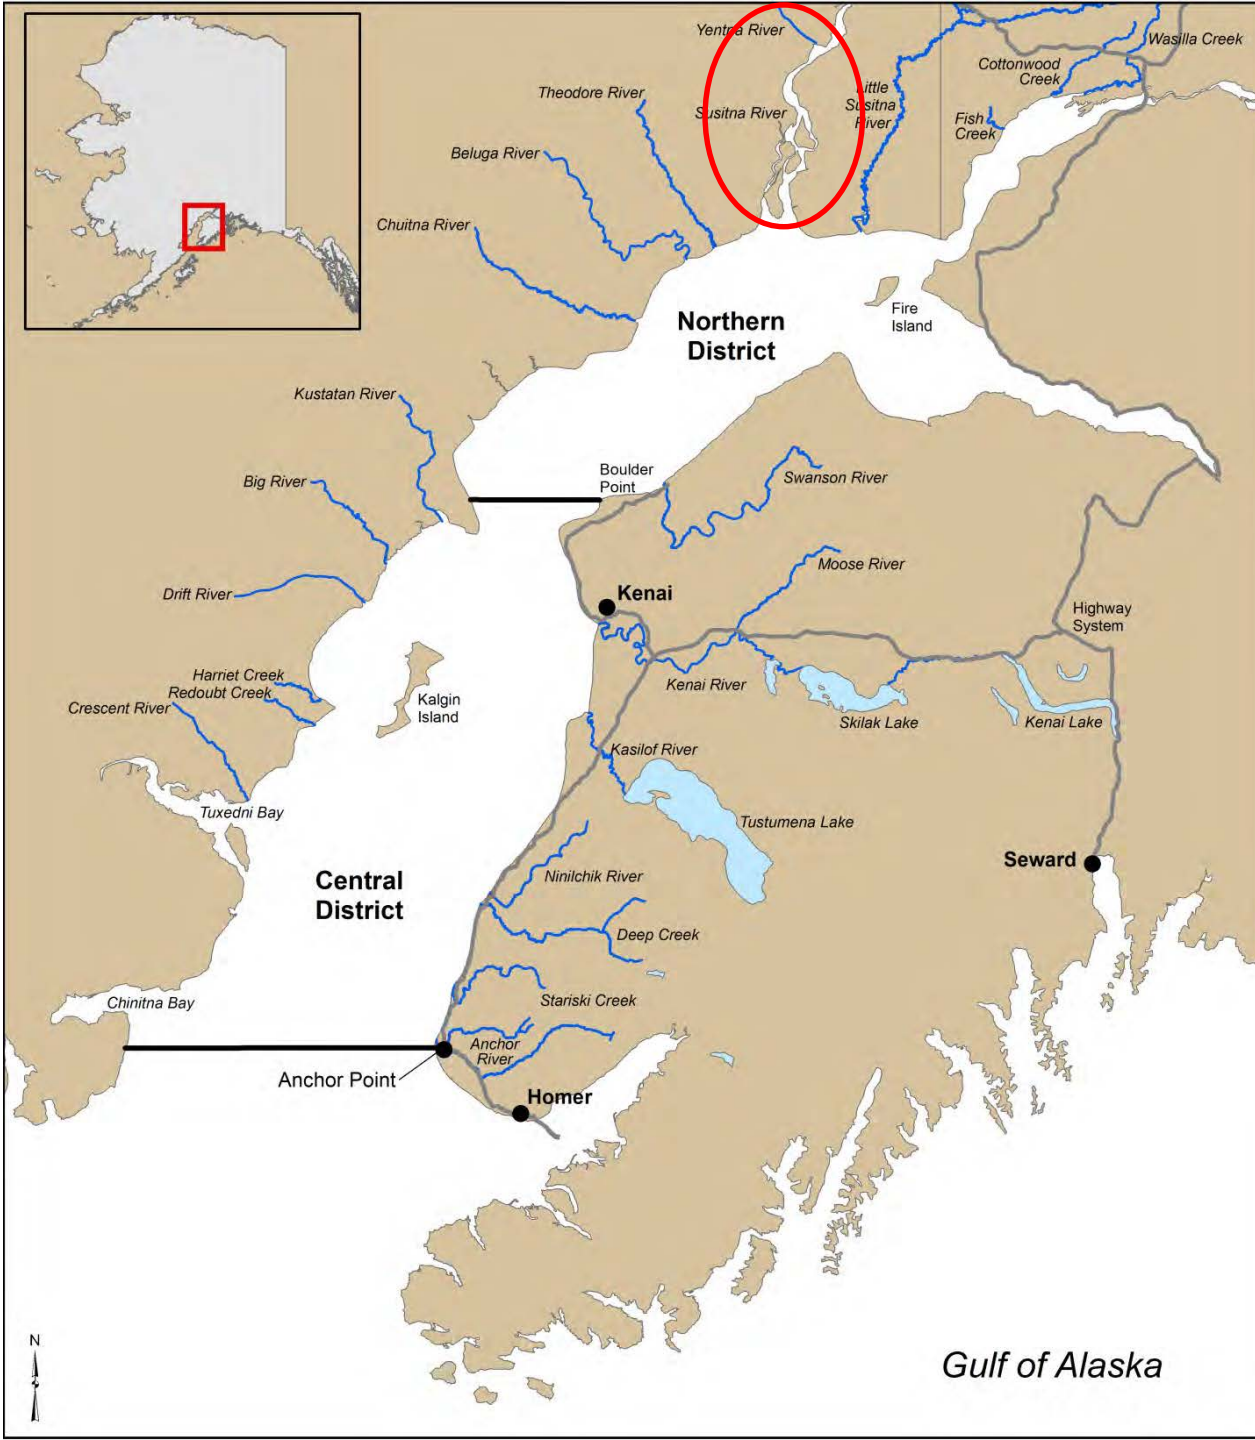 Yentna River
Wasilla Creek
Cottonwood
Creek
Theodore River
Little
Susitna
River
Susitna River
Fish
Creek
Beluga River
Chuitna River
Northern
District
Fire
Island
Kustatan River
Boulder
Point
Swanson River
Big River
Moose River
Drift River
Kenai
Highway
System
Harriet Creek
Redoubt Creek
Crescent River
Kalgin
Island
Kenai River
Skilak Lake
Kenai Lake
Kasilof River
Tuxedni Bay
Tustumena Lake
Seward
Central
District
Ninilchik River
Deep Creek
Chinitna Bay
Stariski Creek
Anchor
River
Anchor Point
Homer
N
Gulf of Alaska